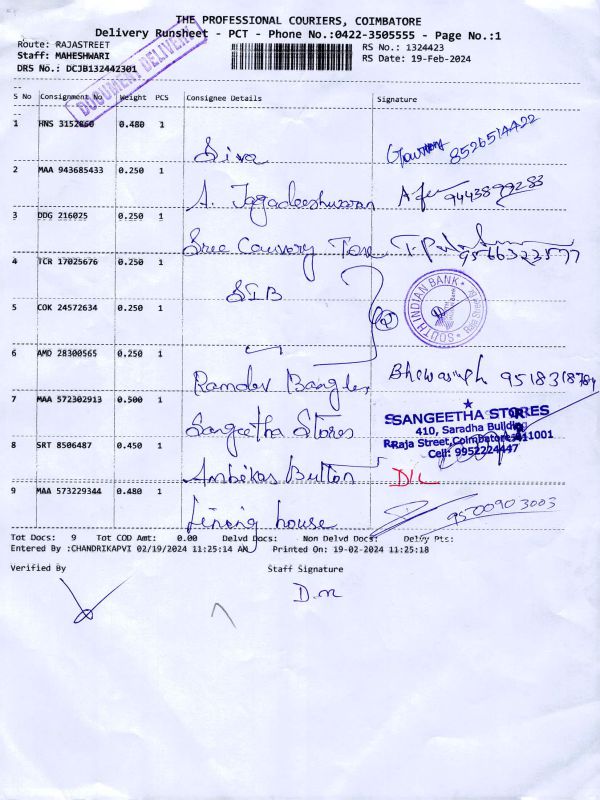 THE PROFESSIONAL COURIERS, COIMBATORE
Delivery Runsheet - PCT - Phone No.:0422-3505555 - Page No.:1
Route: RAJASTREET RS No.: 1324423
Staff: MAHESHWARI RS Date: 19-Feb-2024
DRS No.: DCJB132442301
DOCUMENT DELIVERY
S No Consignment No Weight PCS Consignee Details Signature
1 HNS 3152860 0.480 1 Siva 8526514422
2 MAA 943685433 0.250 1 A. Jagadeeshwaran 9443899283
3 DDG 216025 0.250 1 Sree Cauvery Tex 9566323577
4 TCR 17025676 0.250 1 SIB
SOUTH INDIAN BANK
5 COK 24572634 0.250 1
6 AMD 28300565 0.250 1 Ramdev Bangles 9518318784
7 MAA 572302913 0.500 1 Sangeetha Stores
SANGEETHA STORES
410, Saradha Building
Raja Street, Coimbatore-641001
Cell: 9952224447
8 SRT 8506487 0.450 1 Ambikas Button D/L
9 MAA 573229344 0.480 1 Lining house 9500903003
Tot Docs: 9 Tot COD Amt: 0.00 Delvd Docs: Non Delvd Docs: Delvy Pts:
Entered By :CHANDRIKAPVI 02/19/2024 11:25:14 AM Printed On: 19-02-2024 11:25:18
Verified By Staff Signature
D.m